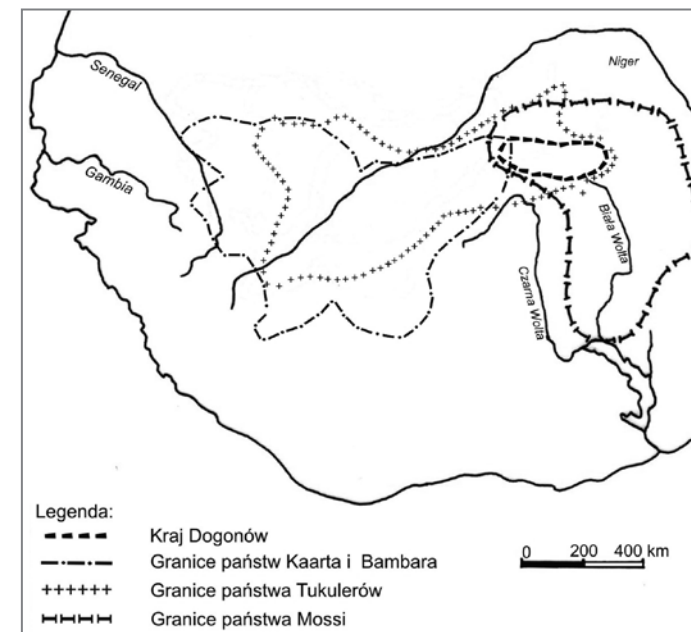 Senegal
Niger
Gambia
Biała Wolta
Czarna Wolta
Legenda:
Kraj Dogonów
Granice państw Kaarta i Bambara
0 200 400 km
Granice państwa Tukulerów
Granice państwa Mossi